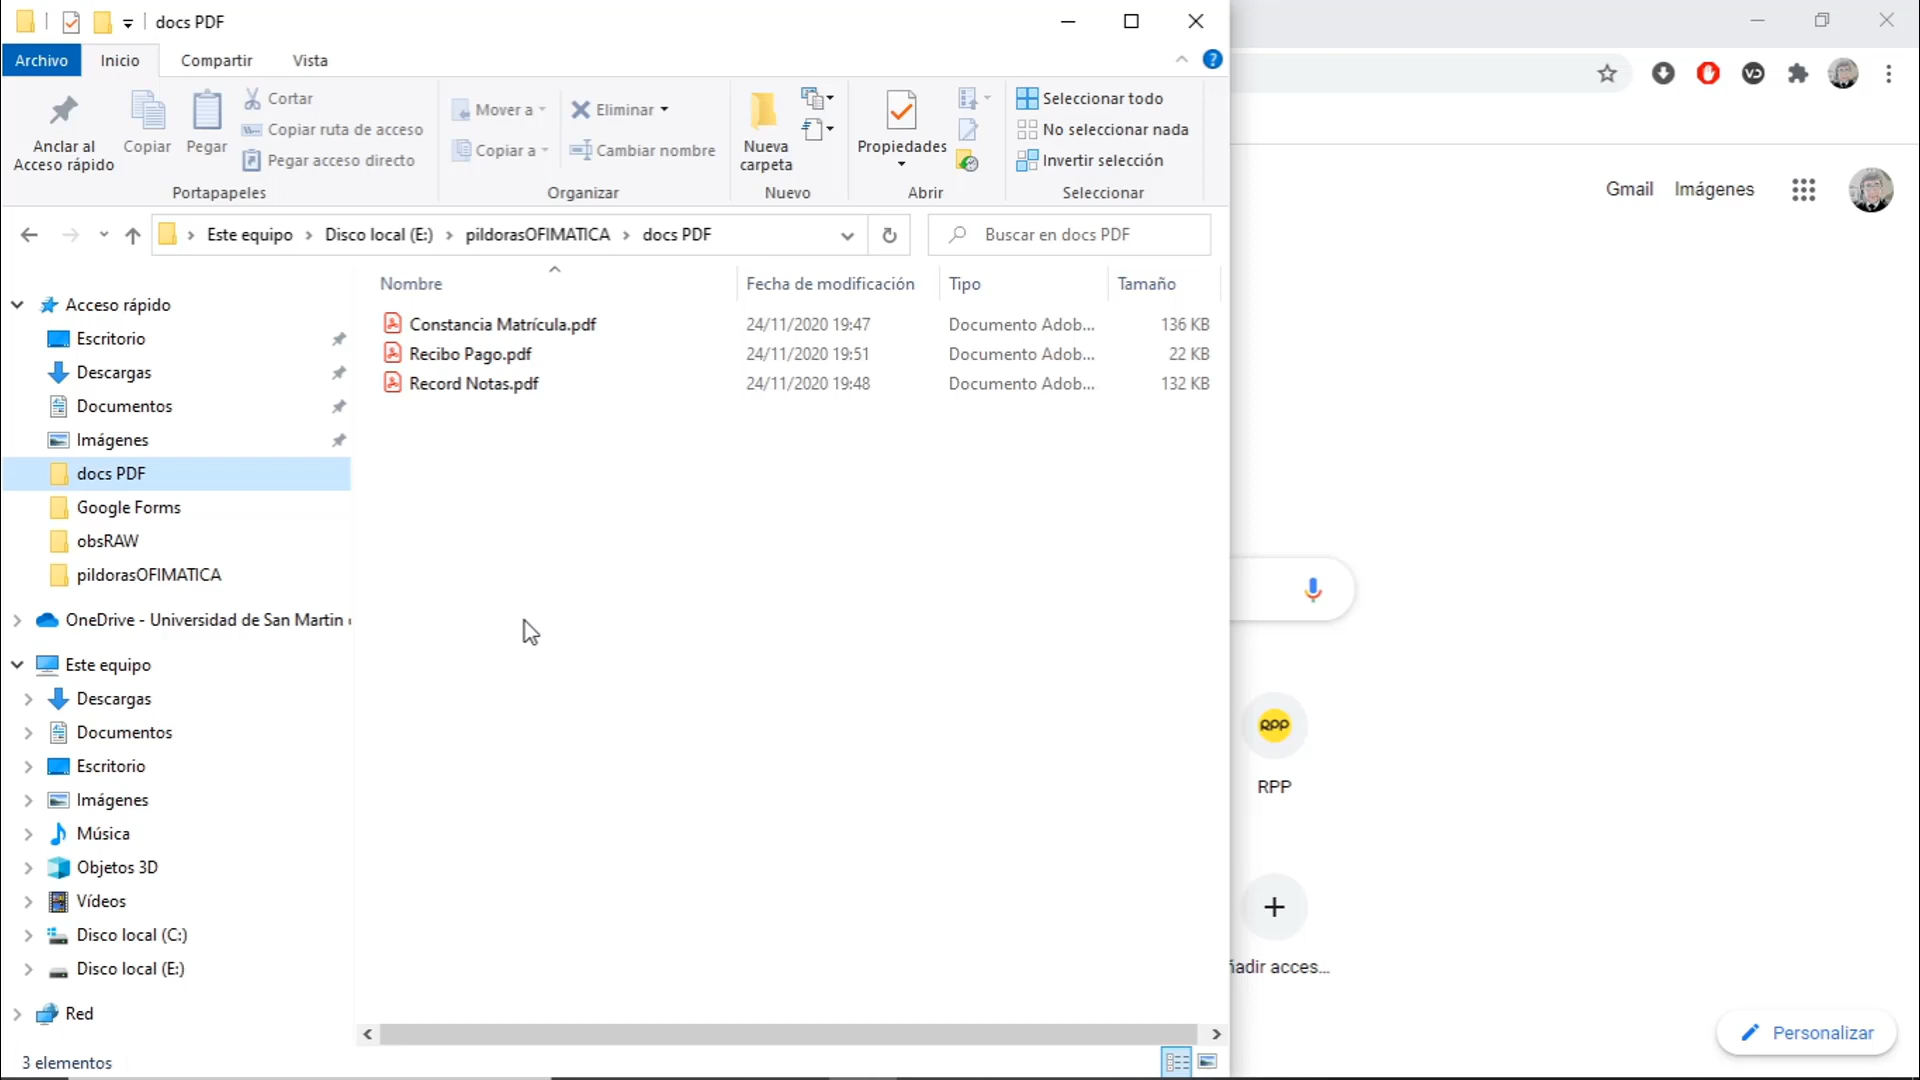 docs PDF
Archivo Inicio Compartir Vista
Anclar al
Acceso rápido
Copiar
Pegar
Cortar
Copiar ruta de acceso
Pegar acceso directo
Portapapeles
Mover a
Copiar a
Eliminar
Cambiar nombre
Organizar
Nueva
carpeta
Nuevo
Propiedades
Abrir
Seleccionar todo
No seleccionar nada
Invertir selección
Seleccionar
Este equipo Disco local (E:) pildorasOFIMATICA docs PDF
Buscar en docs PDF
Nombre Fecha de modificación Tipo Tamaño
Constancia Matrícula.pdf 24/11/2020 19:47 Documento Adob... 136 KB
Recibo Pago.pdf 24/11/2020 19:51 Documento Adob... 22 KB
Record Notas.pdf 24/11/2020 19:48 Documento Adob... 132 KB
Acceso rápido
Escritorio
Descargas
Documentos
Imágenes
docs PDF
Google Forms
obsRAW
pildorasOFIMATICA
OneDrive - Universidad de San Martin
Este equipo
Descargas
Documentos
Escritorio
Imágenes
Música
Objetos 3D
Vídeos
Disco local (C:)
Disco local (E:)
Red
3 elementos
Gmail Imágenes
RPP
RPP
ñadir acces...
Personalizar